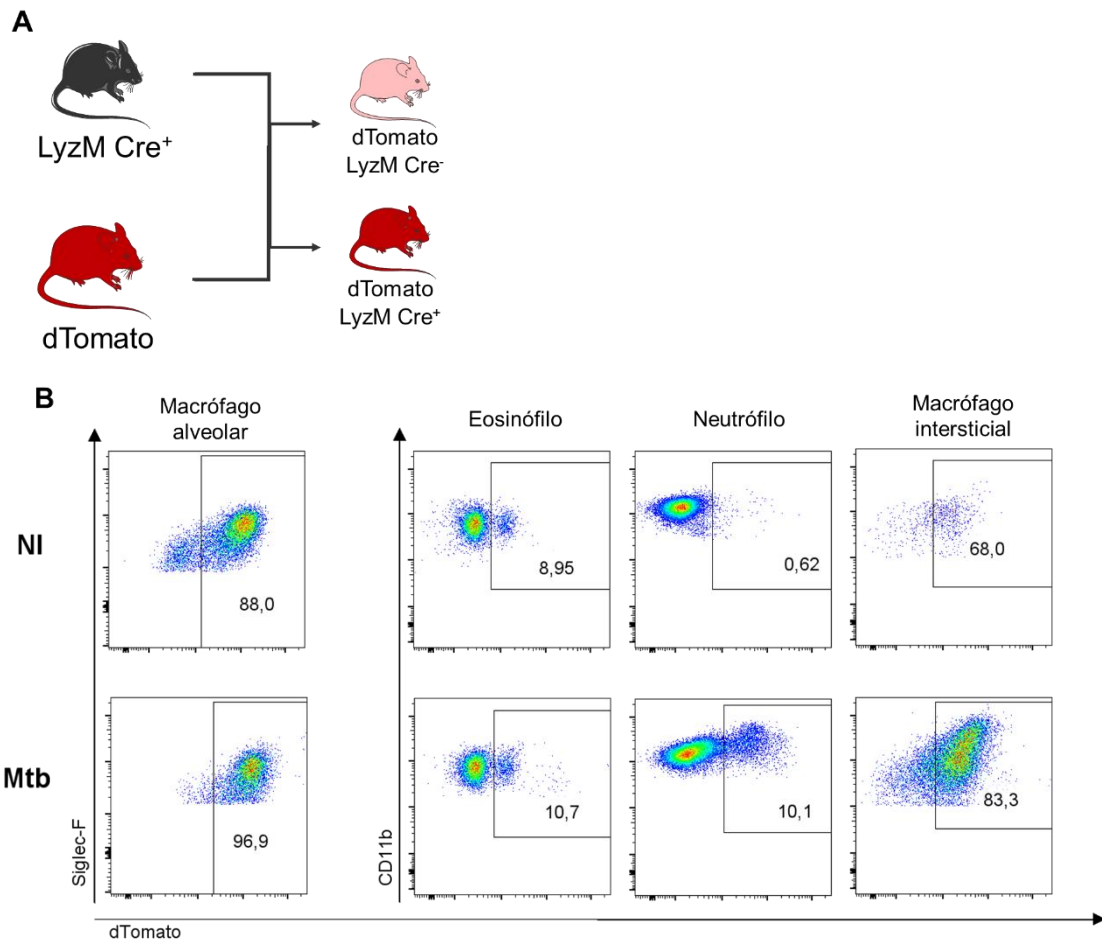 A
LyzM Cre⁺
dTomato
dTomato
LyzM Cre⁻
dTomato
LyzM Cre⁺
B
Macrófago
alveolar
Eosinófilo
Neutrófilo
Macrófago
intersticial
NI
88,0
8,95
0,62
68,0
Mtb
96,9
10,7
10,1
83,3
Siglec-F
CD11b
dTomato